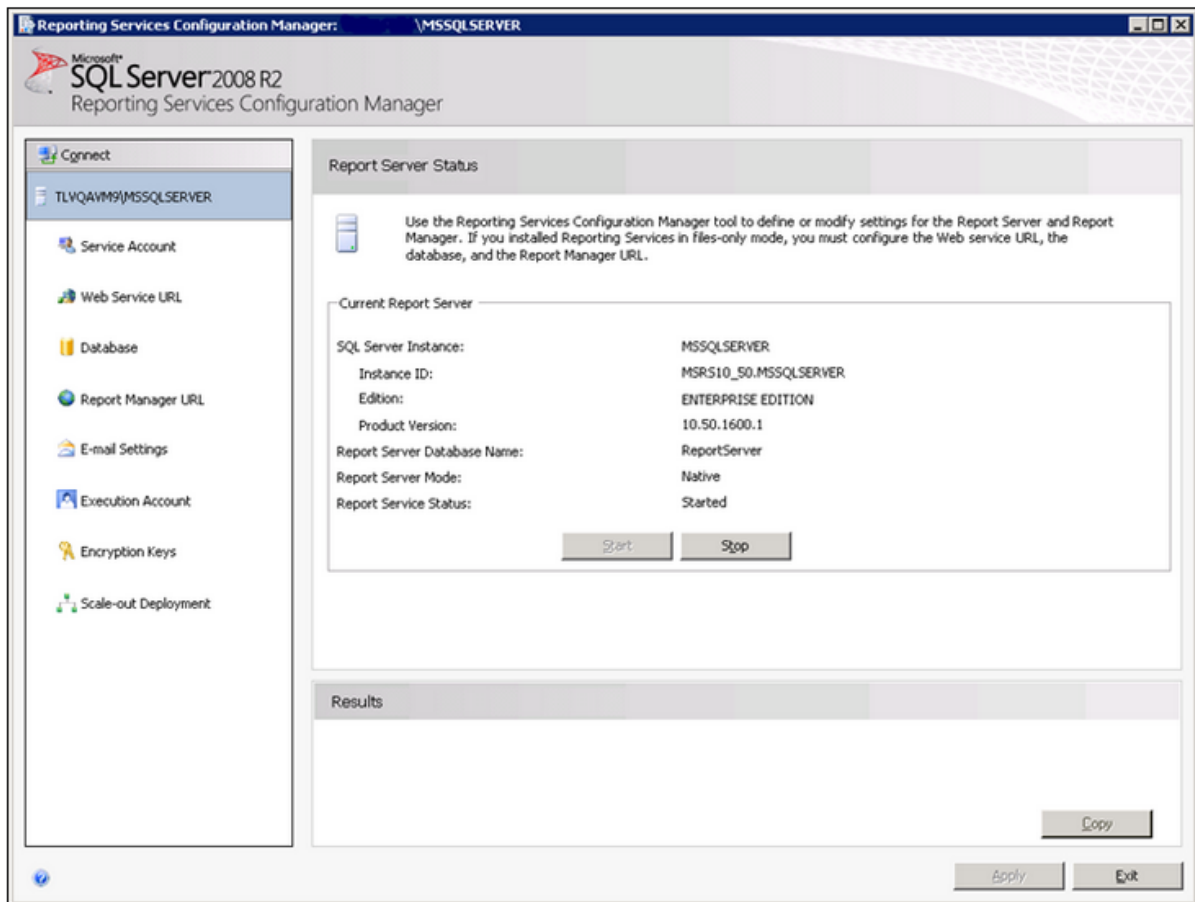 Reporting Services Configuration Manager: \MSSQLSERVER
Microsoft®
SQL Server 2008 R2
Reporting Services Configuration Manager
Connect
TLVQAVM9\MSSQLSERVER
Service Account
Web Service URL
Database
Report Manager URL
E-mail Settings
Execution Account
Encryption Keys
Scale-out Deployment
Report Server Status
Use the Reporting Services Configuration Manager tool to define or modify settings for the Report Server and Report
Manager. If you installed Reporting Services in files-only mode, you must configure the Web service URL, the
database, and the Report Manager URL.
Current Report Server
SQL Server Instance: MSSQLSERVER
Instance ID: MSRS10_50.MSSQLSERVER
Edition: ENTERPRISE EDITION
Product Version: 10.50.1600.1
Report Server Database Name: ReportServer
Report Server Mode: Native
Report Service Status: Started
Start Stop
Results
Copy
Apply Exit